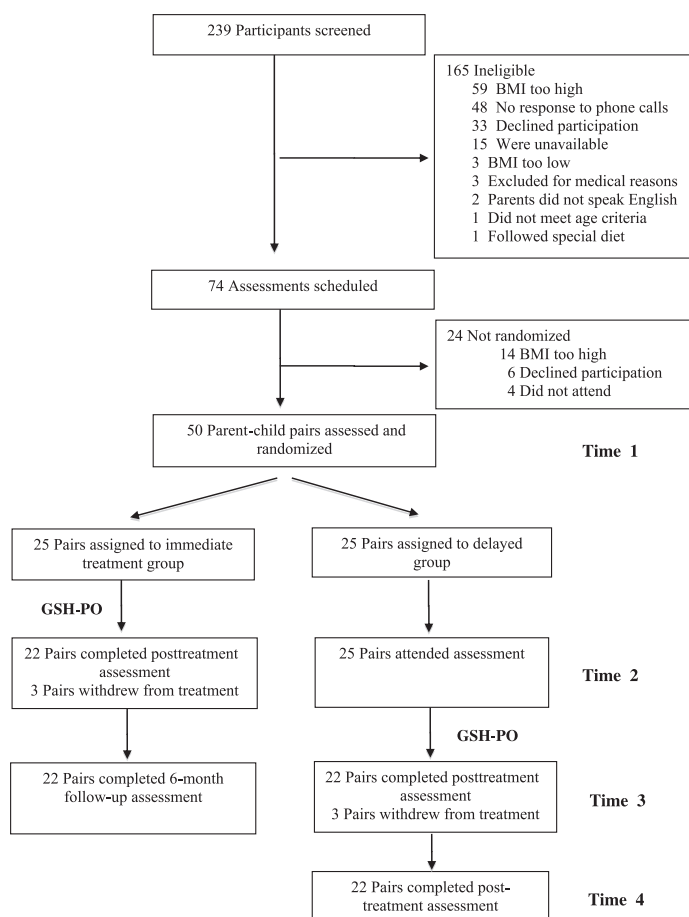 239 Participants screened
165 Ineligible
59 BMI too high
48 No response to phone calls
33 Declined participation
15 Were unavailable
3 BMI too low
3 Excluded for medical reasons
2 Parents did not speak English
1 Did not meet age criteria
1 Followed special diet
74 Assessments scheduled
24 Not randomized
14 BMI too high
6 Declined participation
4 Did not attend
50 Parent-child pairs assessed and
randomized
Time 1
25 Pairs assigned to immediate
treatment group
25 Pairs assigned to delayed
group
GSH-PO
22 Pairs completed posttreatment
assessment
3 Pairs withdrew from treatment
25 Pairs attended assessment
Time 2
GSH-PO
22 Pairs completed 6-month
follow-up assessment
22 Pairs completed posttreatment
assessment
3 Pairs withdrew from treatment
Time 3
22 Pairs completed post-
treatment assessment
Time 4